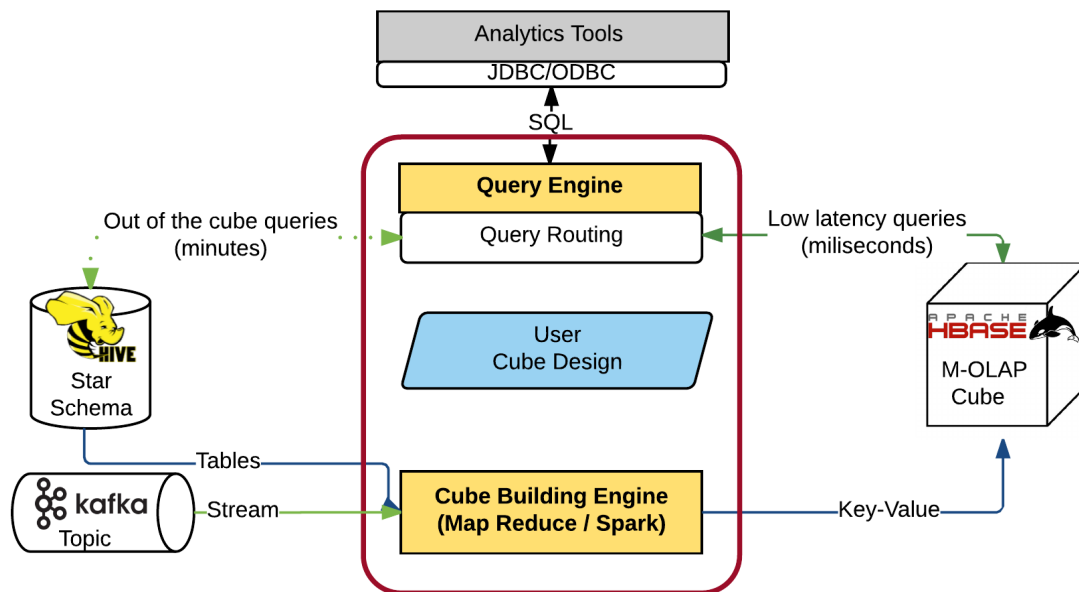 Analytics Tools
JDBC/ODBC
SQL
Query Engine
Query Routing
Out of the cube queries
(minutes)
Low latency queries
(miliseconds)
HIVE
Star
Schema
User
Cube Design
APACHE
HBASE
M-OLAP
Cube
Tables
kafka
Topic
Stream
Cube Building Engine
(Map Reduce / Spark)
Key-Value